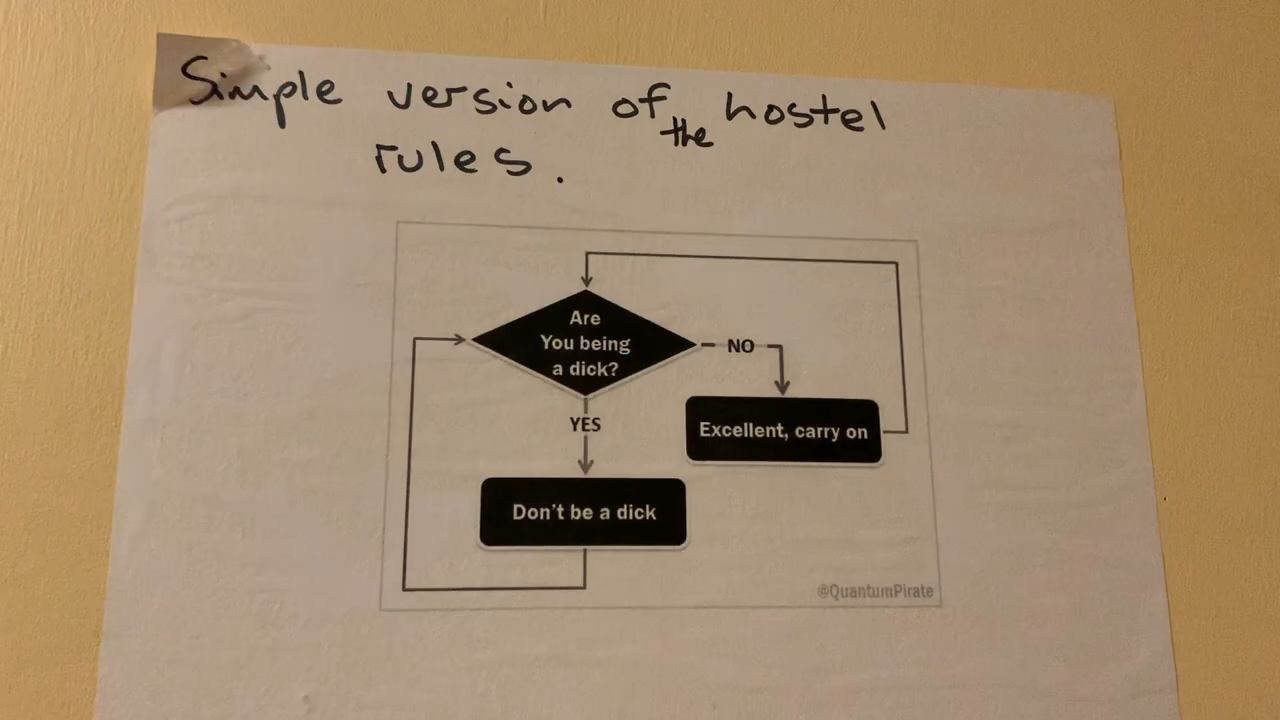 Simple version of the hostel
rules.
Are
You being
a dick?
NO
YES
Excellent, carry on
Don't be a dick
@QuantumPirate